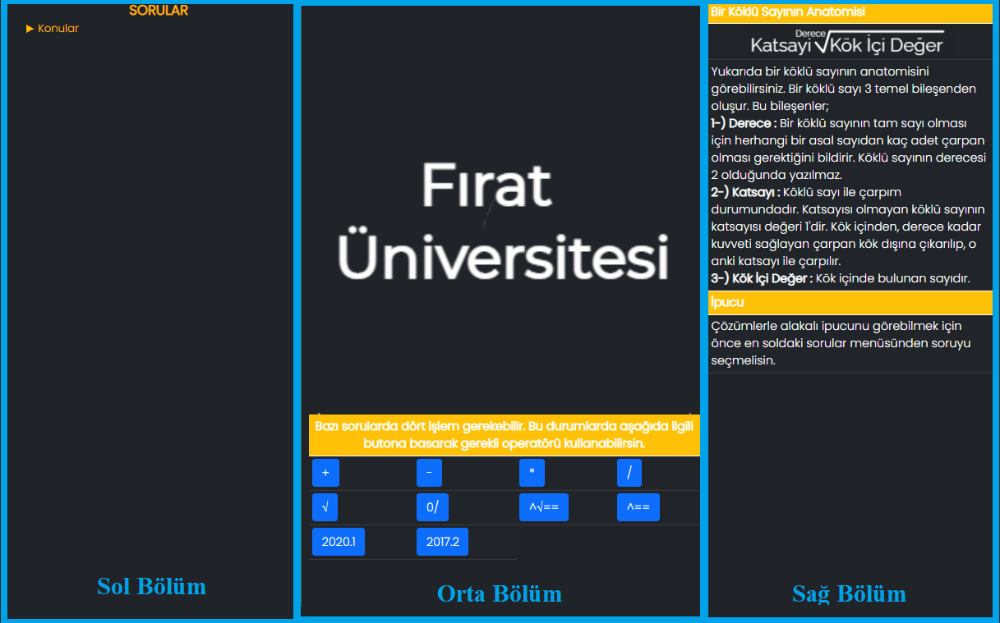 SORULAR
▶ Konular
Sol Bölüm
Fırat
Üniversitesi
Bazı sorularda dört işlem gerekebilir. Bu durumlarda aşağıda ilgili
butona basarak gerekli operatörü kullanabilirsin.
+ - * /
√ 0/ ^√== ^==
2020.1 2017.2
Orta Bölüm
Bir Köklü Sayının Anatomisi
Derece
Katsayi √Kök İçi Değer
Yukarıda bir köklü sayının anatomisini
görebilirsiniz. Bir köklü sayı 3 temel bileşenden
oluşur. Bu bileşenler;
1-) Derece : Bir köklü sayının tam sayı olması
için herhangi bir asal sayıdan kaç adet çarpan
olması gerektiğini bildirir. Köklü sayının derecesi
2 olduğunda yazılmaz.
2-) Katsayı : Köklü sayı ile çarpım
durumundadır. Katsayısı olmayan köklü sayının
katsayısı değeri 1'dir. Kök içinden, derece kadar
kuvveti sağlayan çarpan kök dışına çıkarılıp, o
anki katsayı ile çarpılır.
3-) Kök İçi Değer : Kök içinde bulunan sayıdır.
İpucu
Çözümlerle alakalı ipucunu görebilmek için
önce en soldaki sorular menüsünden soruyu
seçmelisin.
Sağ Bölüm